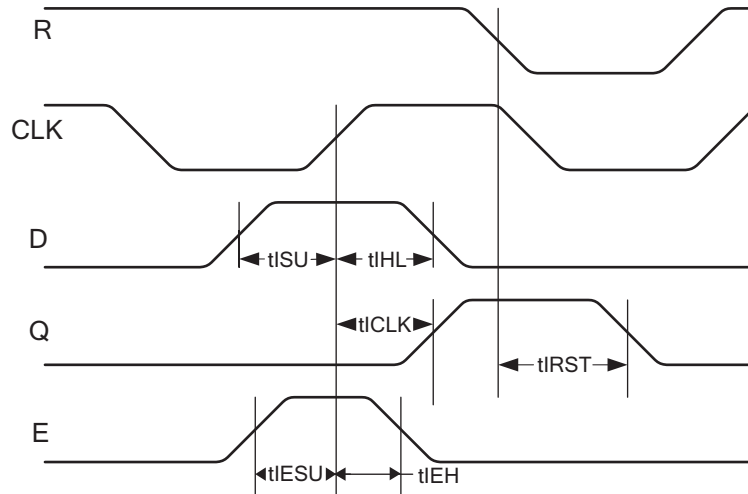 R
CLK
D
tISU
tIHL
Q
tICLK
tIRST
E
tIESU
tIEH